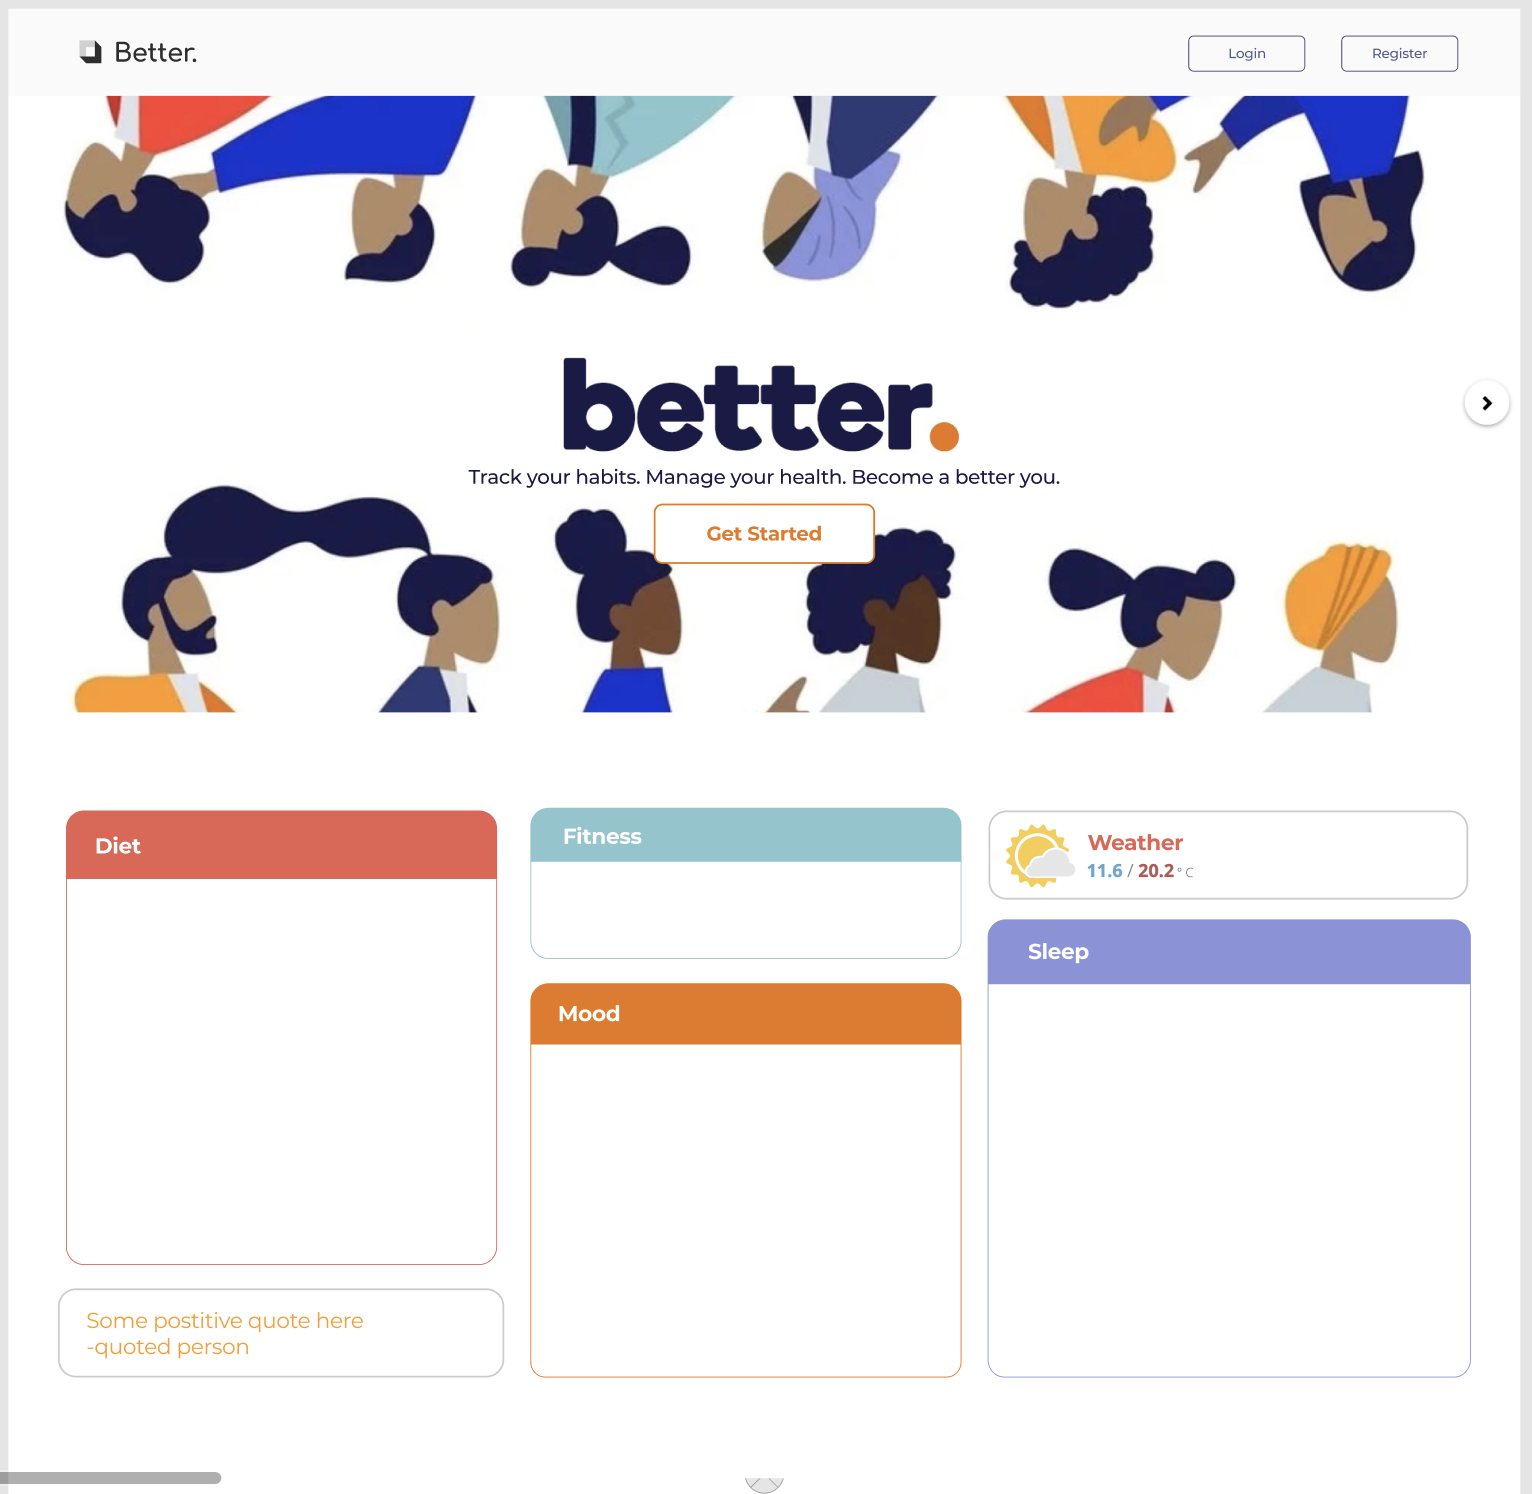 Better.
Login
Register
better.
Track your habits. Manage your health. Become a better you.
Get Started
Diet
Fitness
Weather
11.6 / 20.2 ° C
Sleep
Mood
Some postitive quote here
-quoted person